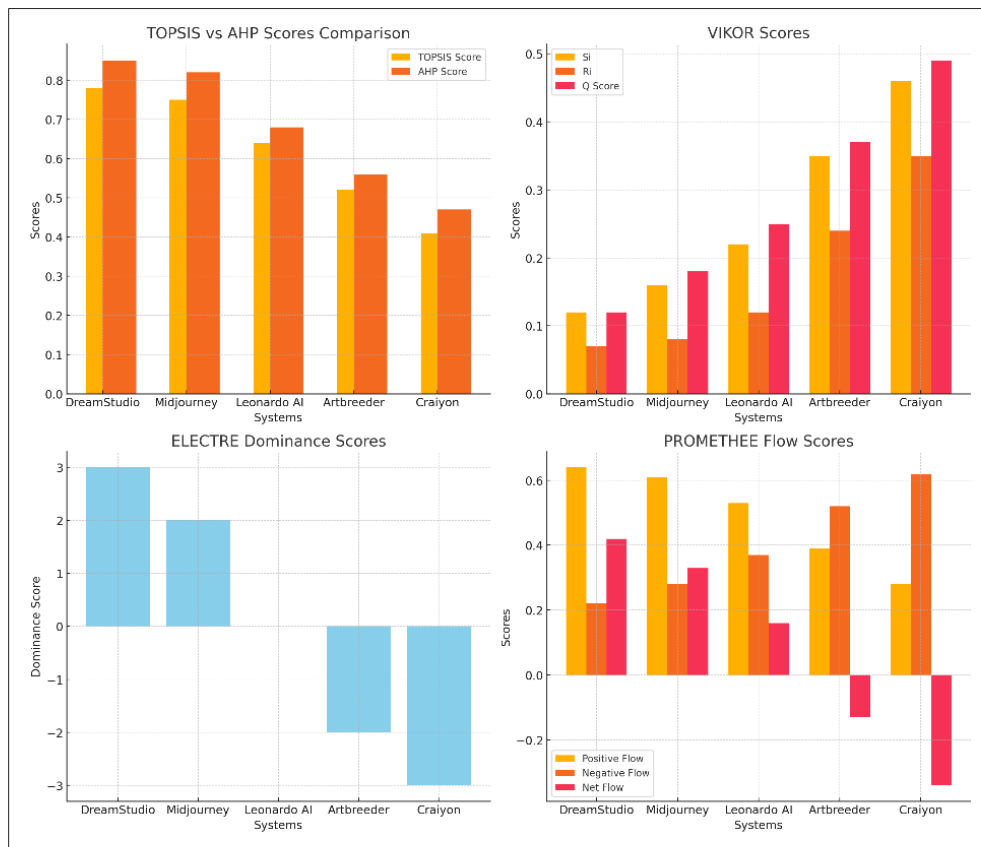 TOPSIS vs AHP Scores Comparison
TOPSIS Score
AHP Score
Scores
0.8
0.7
0.6
0.5
0.4
0.3
0.2
0.1
0.0
DreamStudio Midjourney Leonardo AI Artbreeder Craiyon
Systems
VIKOR Scores
Si
Ri
Q Score
Scores
0.5
0.4
0.3
0.2
0.1
0.0
DreamStudio Midjourney Leonardo AI Artbreeder Craiyon
Systems
ELECTRE Dominance Scores
Dominance Score
3
2
1
0
−1
−2
−3
DreamStudio Midjourney Leonardo AI Artbreeder Craiyon
Systems
PROMETHEE Flow Scores
Scores
0.6
0.4
0.2
0.0
−0.2
Positive Flow
Negative Flow
Net Flow
DreamStudio Midjourney Leonardo AI Artbreeder Craiyon
Systems